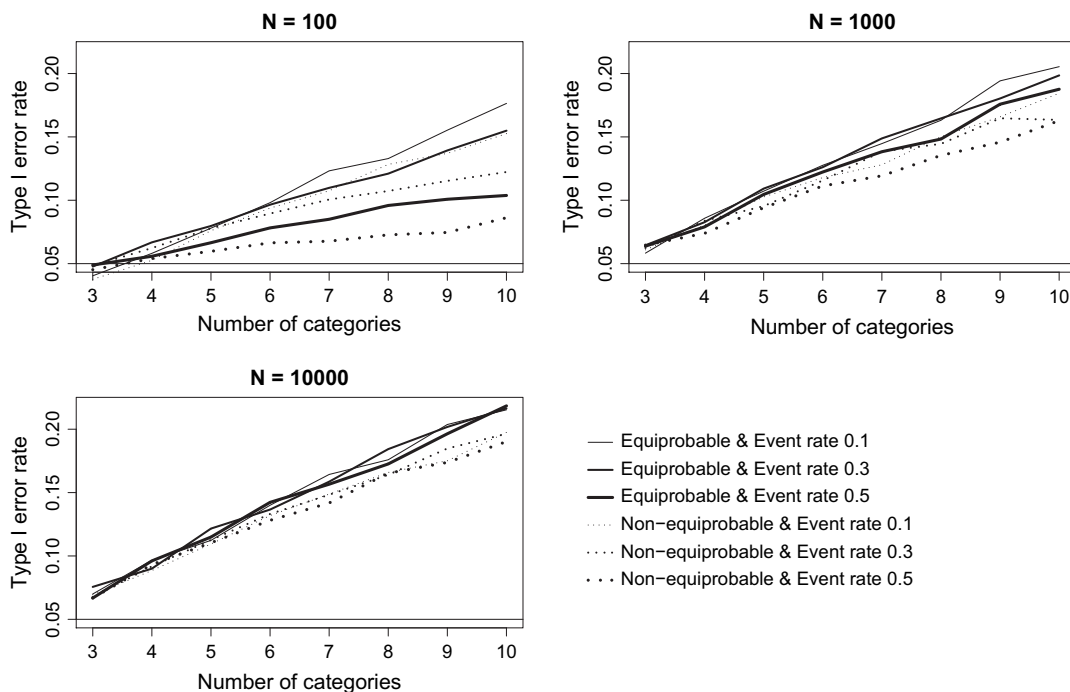 N = 100
Type I error rate
0.05 0.10 0.15 0.20
3 4 5 6 7 8 9 10
Number of categories
N = 1000
Type I error rate
0.05 0.10 0.15 0.20
3 4 5 6 7 8 9 10
Number of categories
N = 10000
Type I error rate
0.05 0.10 0.15 0.20
3 4 5 6 7 8 9 10
Number of categories
Equiprobable & Event rate 0.1
Equiprobable & Event rate 0.3
Equiprobable & Event rate 0.5
Non−equiprobable & Event rate 0.1
Non−equiprobable & Event rate 0.3
Non−equiprobable & Event rate 0.5